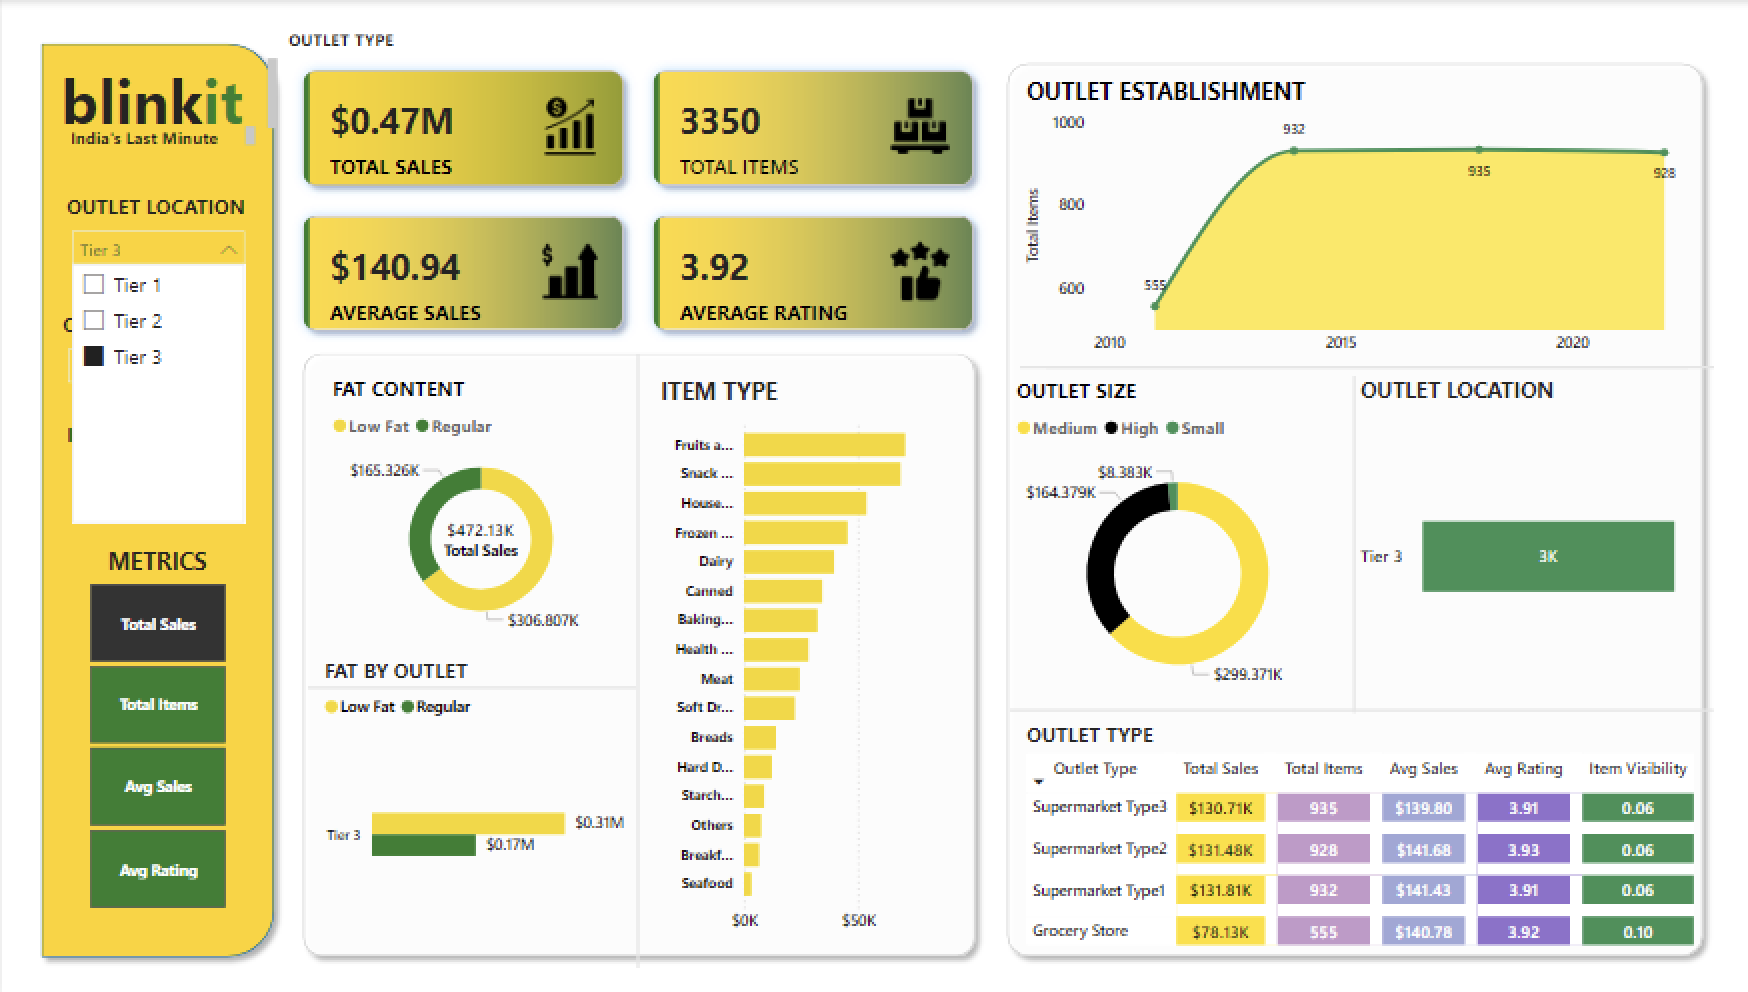 OUTLET TYPE
blinkit
India's Last Minute
OUTLET LOCATION
Tier 3
Tier 1
Tier 2
Tier 3
METRICS
Total Sales
Total Items
Avg Sales
Avg Rating
$0.47M
TOTAL SALES
3350
TOTAL ITEMS
$140.94
AVERAGE SALES
3.92
AVERAGE RATING
FAT CONTENT
Low Fat Regular
$165.326K
$472.13K
Total Sales
$306.807K
FAT BY OUTLET
Low Fat Regular
Tier 3
$0.31M
$0.17M
ITEM TYPE
Fruits a...
Snack ...
House...
Frozen ...
Dairy
Canned
Baking...
Health ...
Meat
Soft Dr...
Breads
Hard D...
Starch...
Others
Breakf...
Seafood
$0K $50K
OUTLET ESTABLISHMENT
1000
800
600
Total Items
555
932
935
928
2010 2015 2020
OUTLET SIZE
Medium High Small
$8.383K
$164.379K
$299.371K
OUTLET LOCATION
Tier 3 3K
OUTLET TYPE
Outlet Type Total Sales Total Items Avg Sales Avg Rating Item Visibility
Supermarket Type3 $130.71K 935 $139.80 3.91 0.06
Supermarket Type2 $131.48K 928 $141.68 3.93 0.06
Supermarket Type1 $131.81K 932 $141.43 3.91 0.06
Grocery Store $78.13K 555 $140.78 3.92 0.10